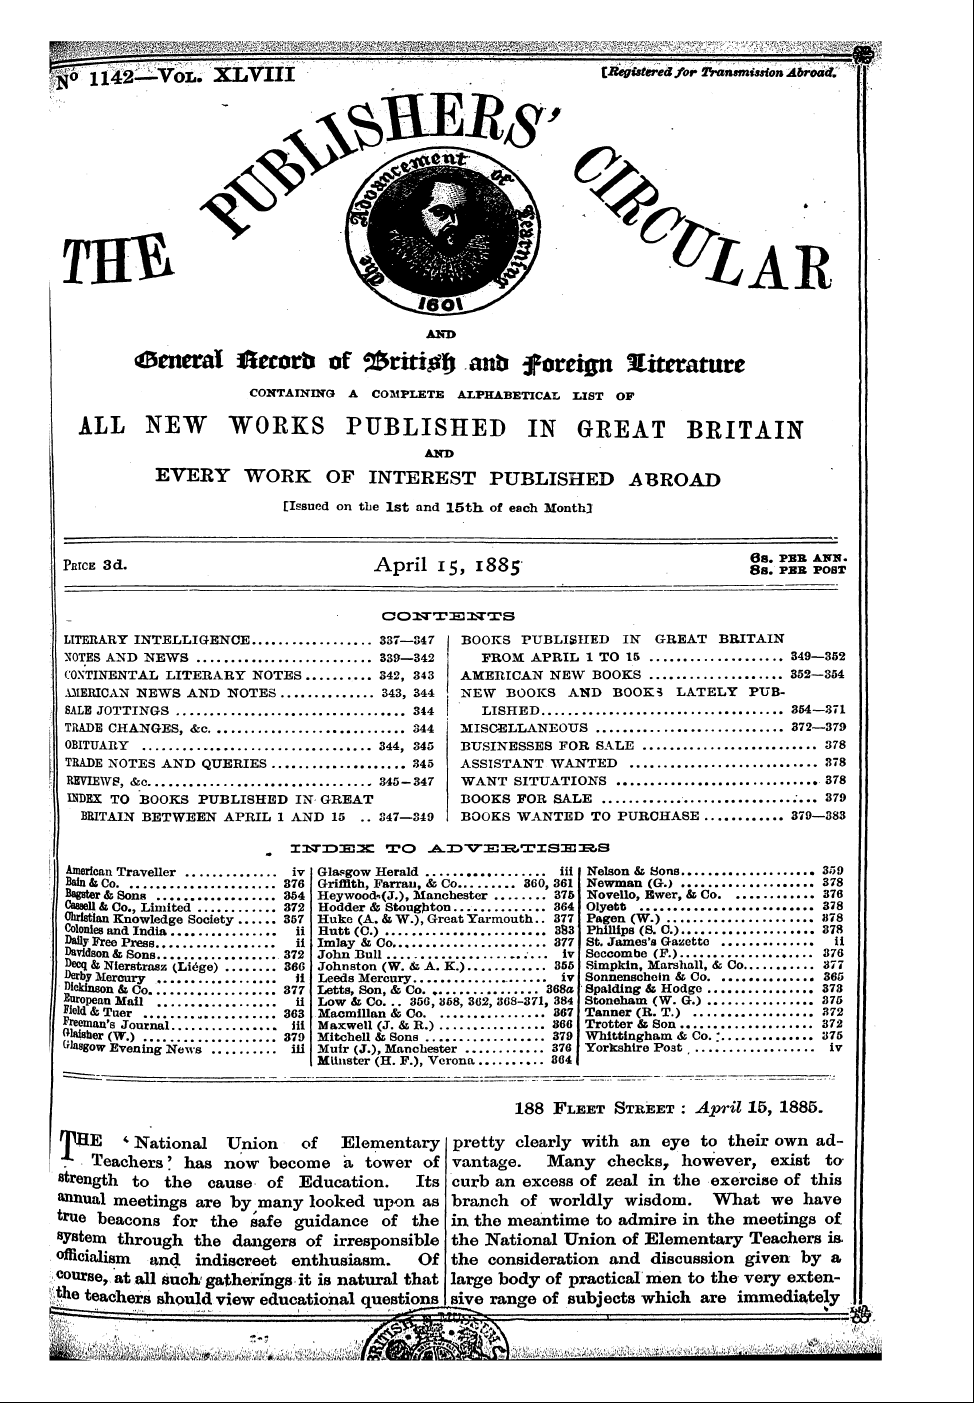 No 1142—VOL. XLVIII
[Registered for Transmission Abroad.
THE PUBLISHERS' CIRCULAR
The Advancement of Learning
1601
AND
General Record of British and Foreign Literature
CONTAINING A COMPLETE ALPHABETICAL LIST OF
ALL NEW WORKS PUBLISHED IN GREAT BRITAIN
AND
EVERY WORK OF INTEREST PUBLISHED ABROAD
[Issued on the 1st and 15th of each Month]
PRICE 3d.
April 15, 1885
6s. PER ANN.
8s. PER POST
CONTENTS
LITERARY INTELLIGENCE.................. 337—347
NOTES AND NEWS ........................... 339—342
CONTINENTAL LITERARY NOTES.......... 342, 343
AMERICAN NEWS AND NOTES .............. 343, 344
SALE JOTTINGS ................................... 344
TRADE CHANGES, &c. ............................. 344
OBITUARY ................................... 344, 345
TRADE NOTES AND QUERIES .................... 345
REVIEWS, &c.................................. 345–347
INDEX TO BOOKS PUBLISHED IN GREAT
BRITAIN BETWEEN APRIL 1 AND 15 .. 347—349
BOOKS PUBLISHED IN GREAT BRITAIN
FROM APRIL 1 TO 15 .................... 349—352
AMERICAN NEW BOOKS .................... 352—354
NEW BOOKS AND BOOKS LATELY PUB-
LISHED..................................... 354—371
MISCELLANEOUS ............................. 372—379
BUSINESSES FOR SALE .......................... 378
ASSISTANT WANTED ............................ 378
WANT SITUATIONS .............................. 378
BOOKS FOR SALE ................................ 379
BOOKS WANTED TO PURCHASE ............ 379—383
INDEX TO ADVERTISERS
American Traveller ............. iv
Bain & Co. ...................... 376
Bagster & Sons .................. 354
Cassell & Co., Limited ............ 372
Christian Knowledge Society ...... 357
Colonies and India ................ ii
Daily Free Press.................. ii
Davidson & Sons.................. 372
Decq & Nierstrasz (Liége) ........ 366
Derby Mercury .................. ii
Dickinson & Co. .................. 377
European Mail .................. ii
Field & Tuer .................... 363
Freeman's Journal................ iii
Glaisher (W.) .................... 379
Glasgow Evening News .......... iii
Glasgow Herald .................. iii
Griffith, Farran, & Co......... 360, 361
Heywood (J.), Manchester ........ 375
Hodder & Stoughton.............. 364
Huke (A. & W.), Great Yarmouth.. 377
Hutt (C.) ........................ 383
Imlay & Co....................... 377
John Bull ........................ iv
Johnston (W. & A. K.)............ 355
Leeds Mercury.................... iv
Letts, Son, & Co. ................ 368a
Low & Co. .. 356, 358, 362, 368–371, 384
Macmillan & Co. .................. 367
Maxwell (J. & R.) ................ 366
Mitchell & Sons .................. 379
Muir (J.), Manchester ............ 376
Münster (H. F.), Verona .......... 364
Nelson & Sons.................... 359
Newman (G.) .................... 378
Novello, Ewer, & Co. ............ 376
Olyett .......................... 378
Pagen (W.) ...................... 378
Phillips (S. C.).................... 378
St. James's Gazette .............. ii
Seccombe (F.).................... 376
Simpkin, Marshall, & Co........... 377
Sonnenschein & Co. .............. 365
Spalding & Hodge ................ 373
Stoneham (W. G.) ................ 375
Tanner (R. T.) .................. 372
Trotter & Son .................... 372
Whittingham & Co. .............. 375
Yorkshire Post .................. iv
188 FLEET STREET : April 15, 1885.
THE 'National Union of Elementary
Teachers' has now become a tower of
strength to the cause of Education. Its
annual meetings are by many looked upon as
true beacons for the safe guidance of the
system through the dangers of irresponsible
officialism and indiscreet enthusiasm. Of
course, at all such gatherings it is natural that
the teachers should view educational questions
pretty clearly with an eye to their own ad-
vantage. Many checks, however, exist to
curb an excess of zeal in the exercise of this
branch of worldly wisdom. What we have
in the meantime to admire in the meetings of
the National Union of Elementary Teachers is
the consideration and discussion given by a
large body of practical men to the very exten-
sive range of subjects which are immediately
BRITISH MUSEUM